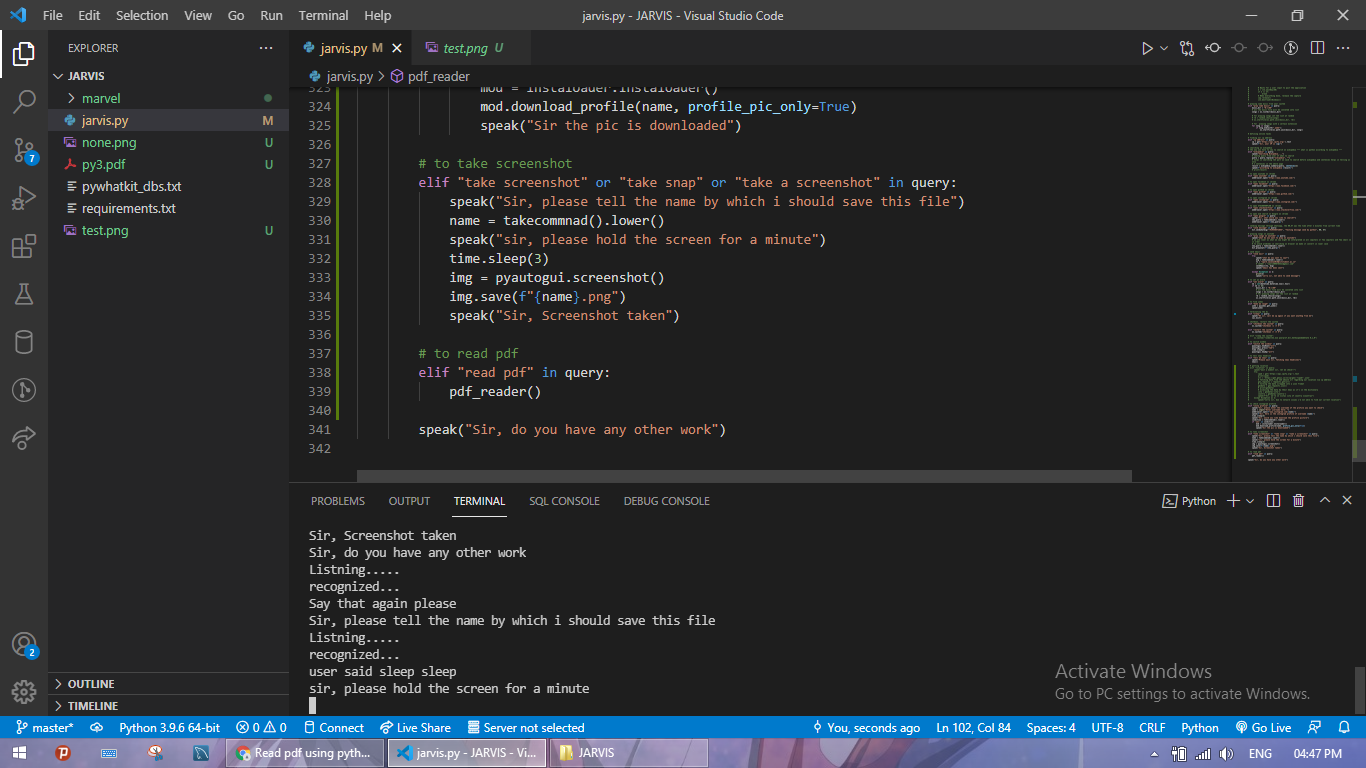 File Edit Selection View Go Run Terminal Help
jarvis.py - JARVIS - Visual Studio Code
EXPLORER
JARVIS
marvel
jarvis.py M
none.png U
py3.pdf U
pywhatkit_dbs.txt
requirements.txt
test.png U
OUTLINE
TIMELINE
7
2
jarvis.py M
test.png U
jarvis.py > pdf_reader
323 mod = instaloader.Instaloader()
324 mod.download_profile(name, profile_pic_only=True)
325 speak("Sir the pic is downloaded")
326
327 # to take screenshot
328 elif "take screenshot" or "take snap" or "take a screenshot" in query:
329 speak("Sir, please tell the name by which i should save this file")
330 name = takecommnad().lower()
331 speak("sir, please hold the screen for a minute")
332 time.sleep(3)
333 img = pyautogui.screenshot()
334 img.save(f"{name}.png")
335 speak("Sir, Screenshot taken")
336
337 # to read pdf
338 elif "read pdf" in query:
339 pdf_reader()
340
341 speak("Sir, do you have any other work")
342
PROBLEMS OUTPUT TERMINAL SQL CONSOLE DEBUG CONSOLE
Python
Sir, Screenshot taken
Sir, do you have any other work
Listning.....
recognized...
Say that again please
Sir, please tell the name by which i should save this file
Listning.....
recognized...
user said sleep sleep
sir, please hold the screen for a minute
Activate Windows
Go to PC settings to activate Windows.
master* Python 3.9.6 64-bit 0 0 Connect Live Share Server not selected You, seconds ago Ln 102, Col 84 Spaces: 4 UTF-8 CRLF Python Go Live
Read pdf using pyth... jarvis.py - JARVIS - Vi... JARVIS ENG 04:47 PM